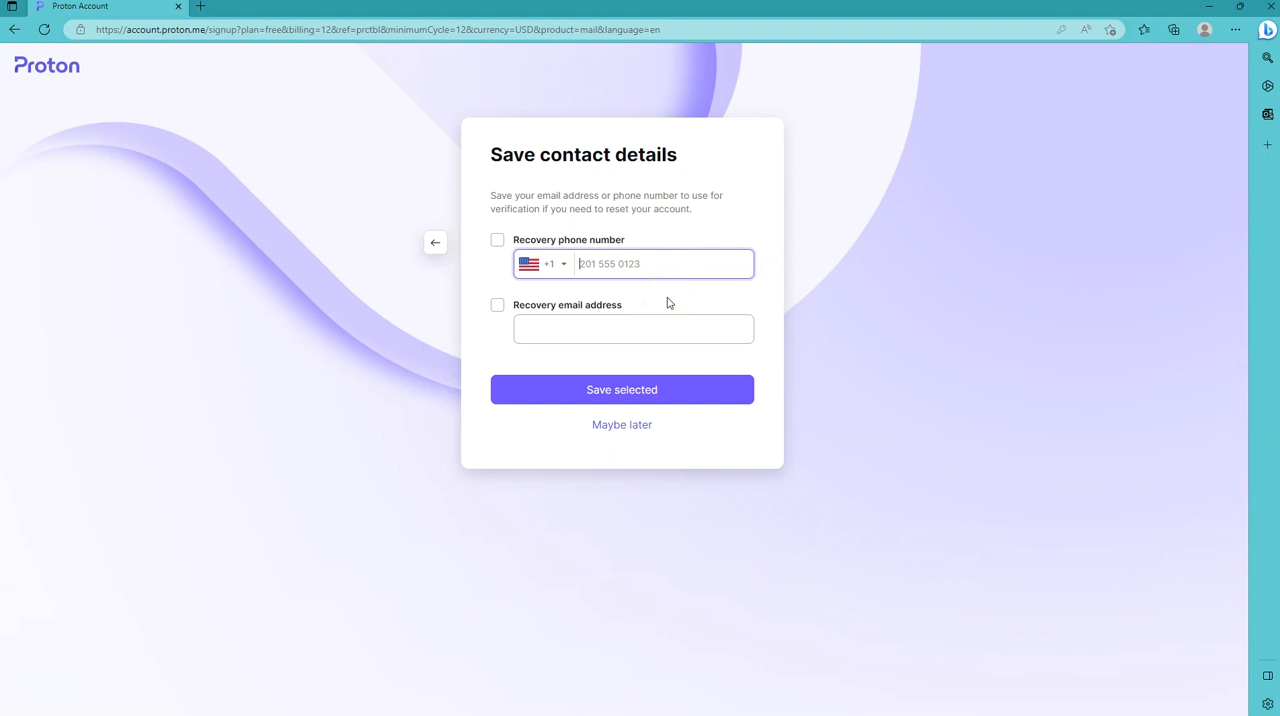 Proton Account
https://account.proton.me/signup?plan=free&billing=12&ref=prctbl&minimumCycle=12&currency=USD&product=mail&language=en
Proton
Save contact details
Save your email address or phone number to use for
verification if you need to reset your account.
Recovery phone number
+1 201 555 0123
Recovery email address
Save selected
Maybe later